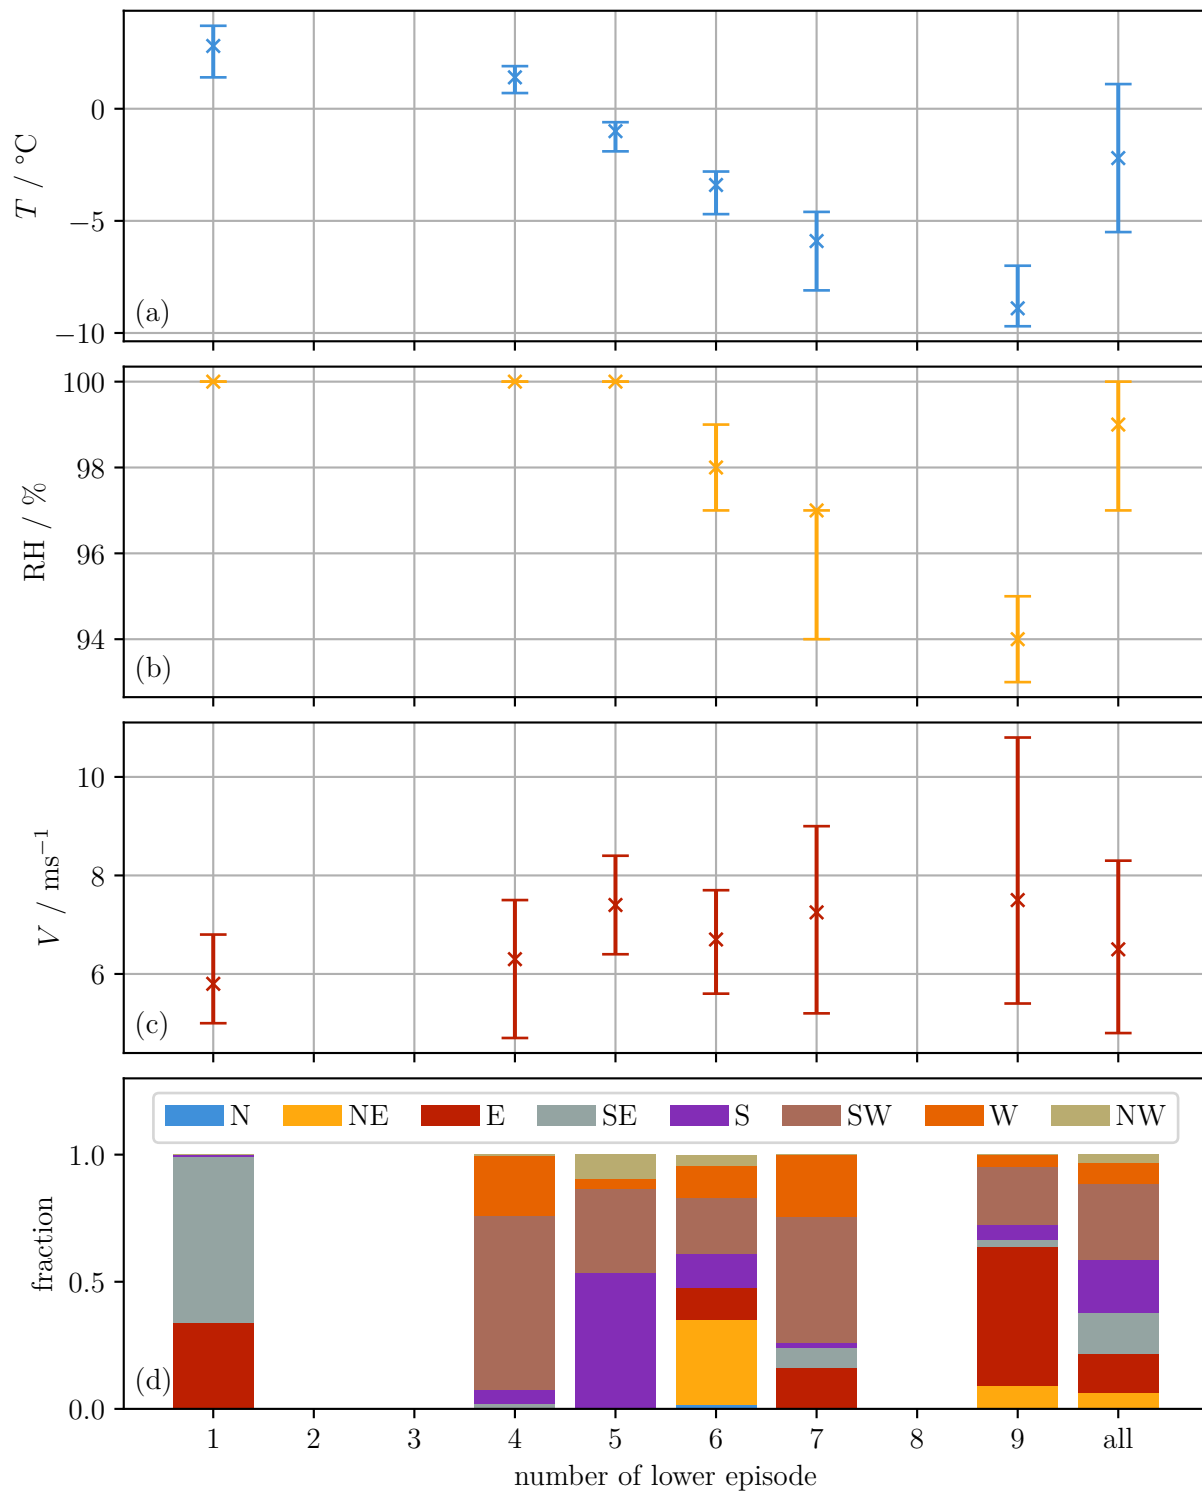 T / °C
0
−5
−10
(a)
RH / %
100
98
96
94
(b)
V / ms⁻¹
10
8
6
(c)
N NE E SE S SW W NW
fraction
1.0
0.5
0.0
(d)
1 2 3 4 5 6 7 8 9 all
number of lower episode